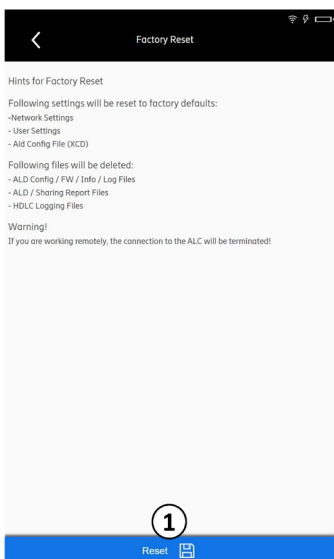 Factory Reset
Hints for Factory Reset
Following settings will be reset to factory defaults:
-Network Settings
- User Settings
- Ald Config File (XCD)
Following files will be deleted:
- ALD Config / FW / Info / Log Files
- ALD / Sharing Report Files
- HDLC Logging Files
Warning!
If you are working remotely, the connection to the ALC will be terminated!
1
Reset